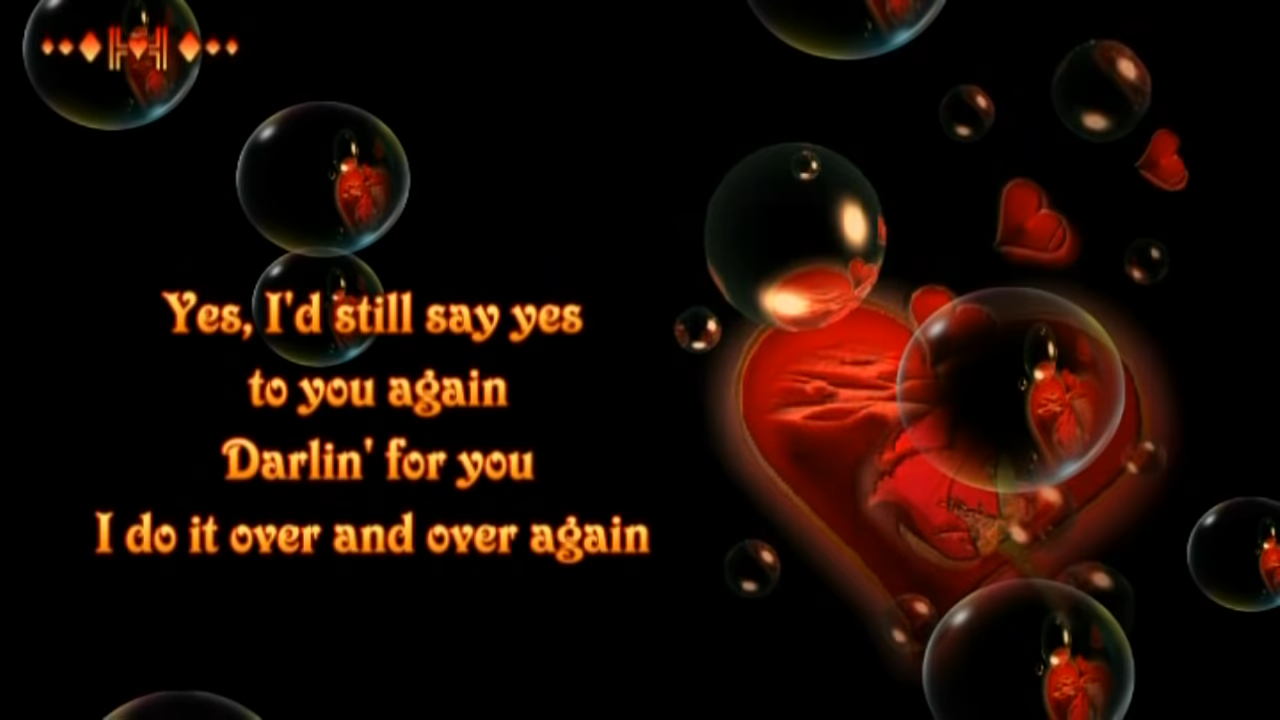 Yes, I'd still say yes
to you again
Darlin' for you
I do it over and over again